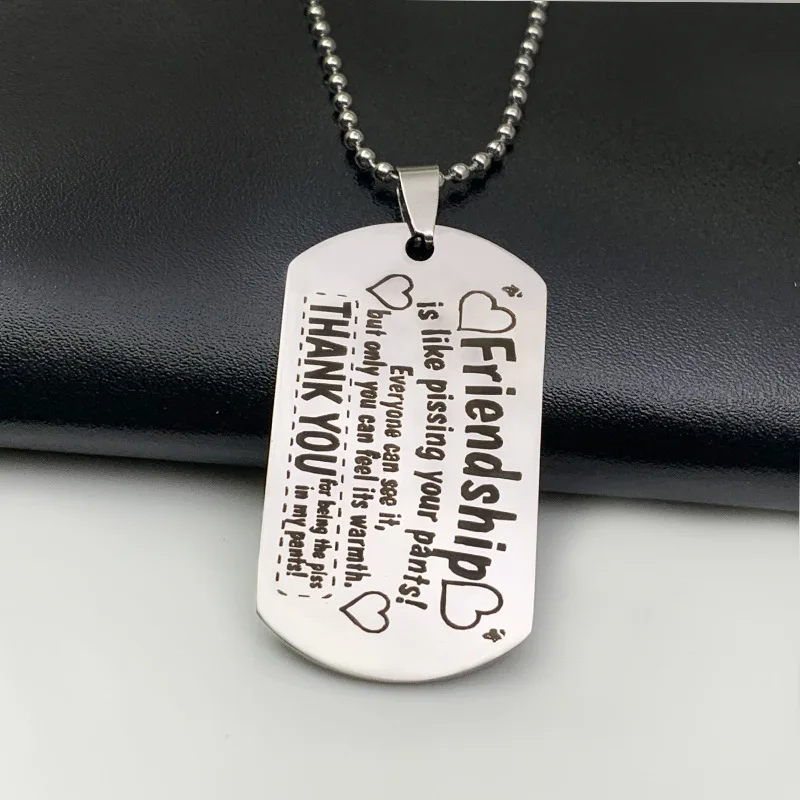 Friendship
is like pissing your pants!
Everyone can see it,
but only you can feel its warmth.
THANK YOU for being the piss
in my pants!